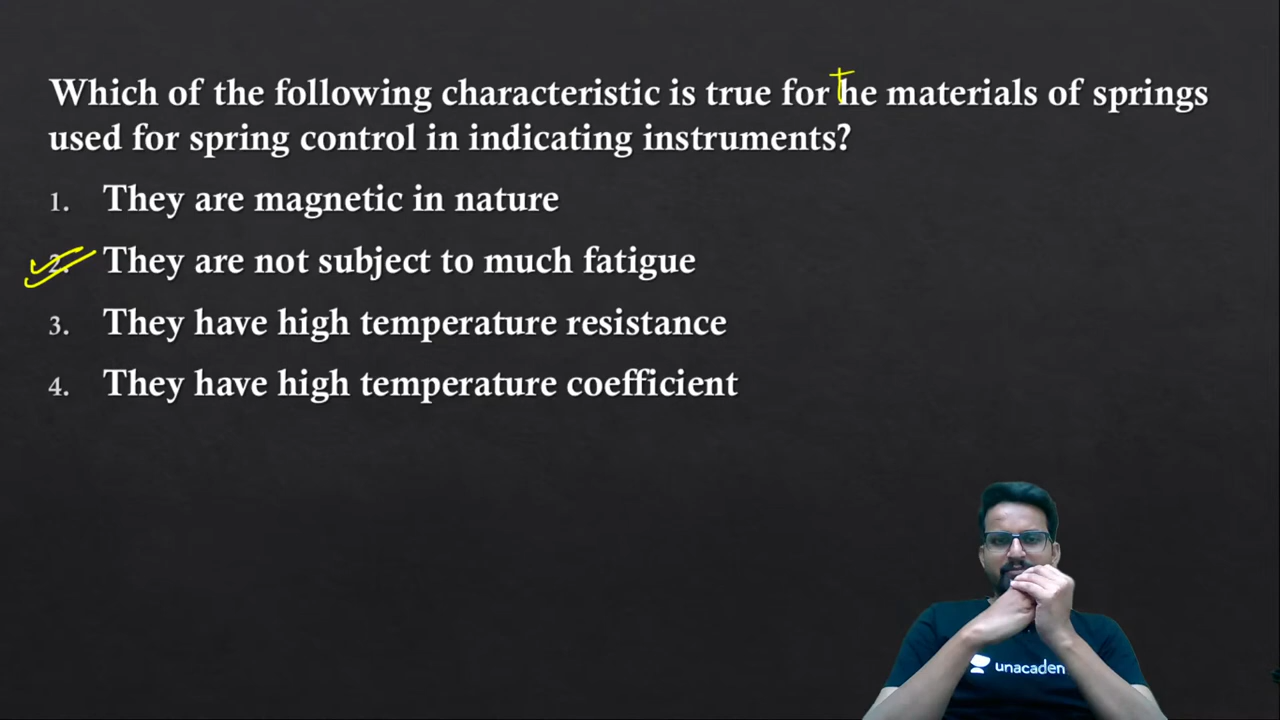 Which of the following characteristic is true for the materials of springs
used for spring control in indicating instruments?
1. They are magnetic in nature
2. They are not subject to much fatigue
3. They have high temperature resistance
4. They have high temperature coefficient
unacaden